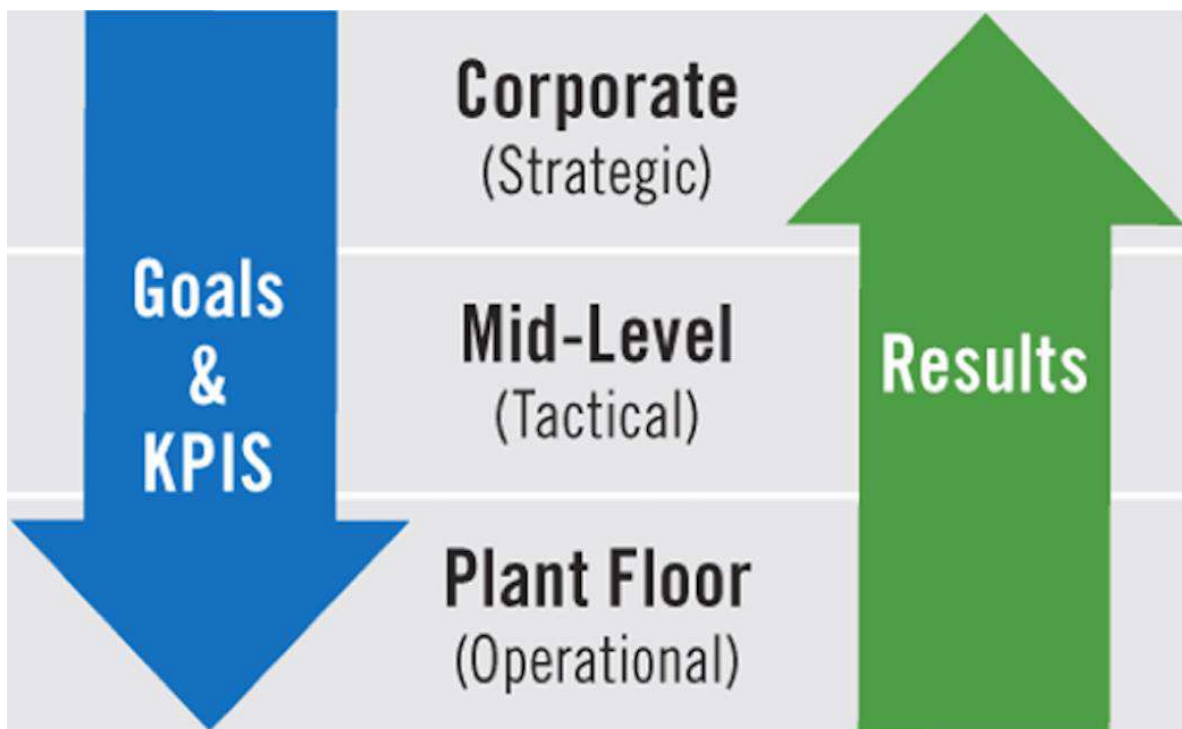 Corporate
(Strategic)
Goals
&
KPIS
Mid-Level
(Tactical)
Results
Plant Floor
(Operational)